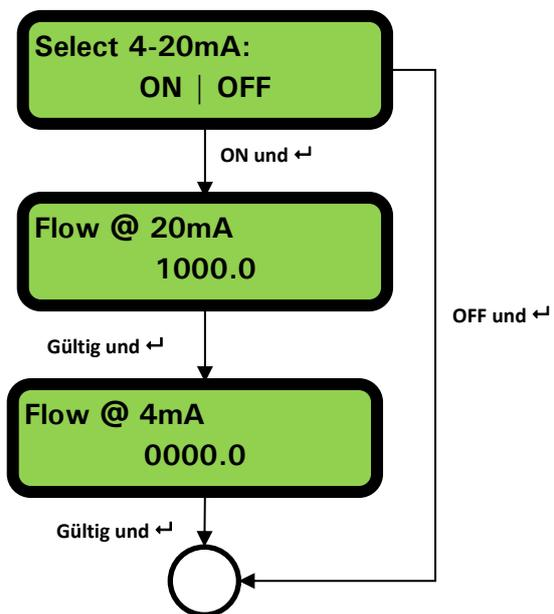 Select 4-20mA:
ON | OFF
ON und ↵
Flow @ 20mA
1000.0
OFF und ↵
Gültig und ↵
Flow @ 4mA
0000.0
Gültig und ↵